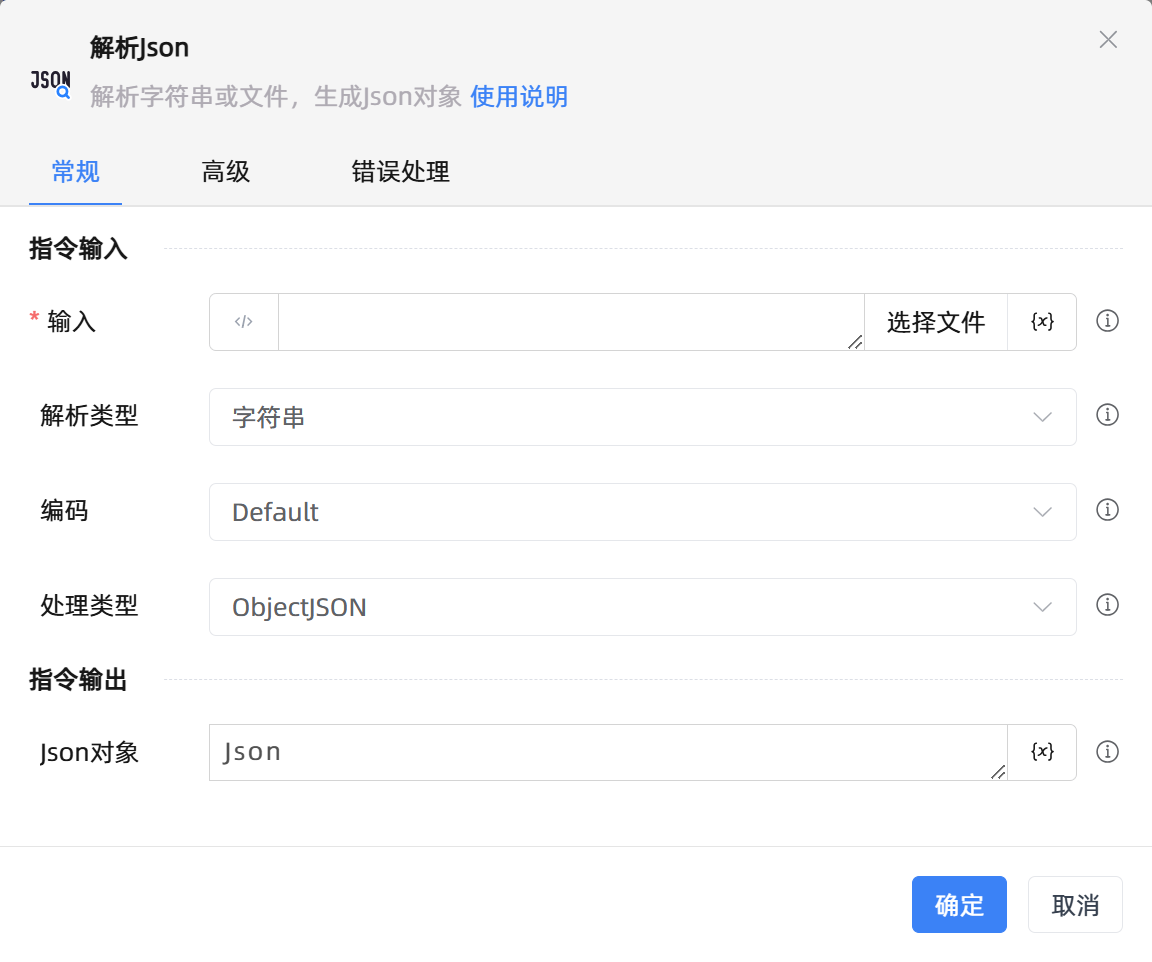 解析Json
JSON
解析字符串或文件，生成Json对象 使用说明
常规 高级 错误处理
指令输入
* 输入 </> 选择文件 {x}
解析类型 字符串
编码 Default
处理类型 ObjectJSON
指令输出
Json对象 Json {x}
确定 取消